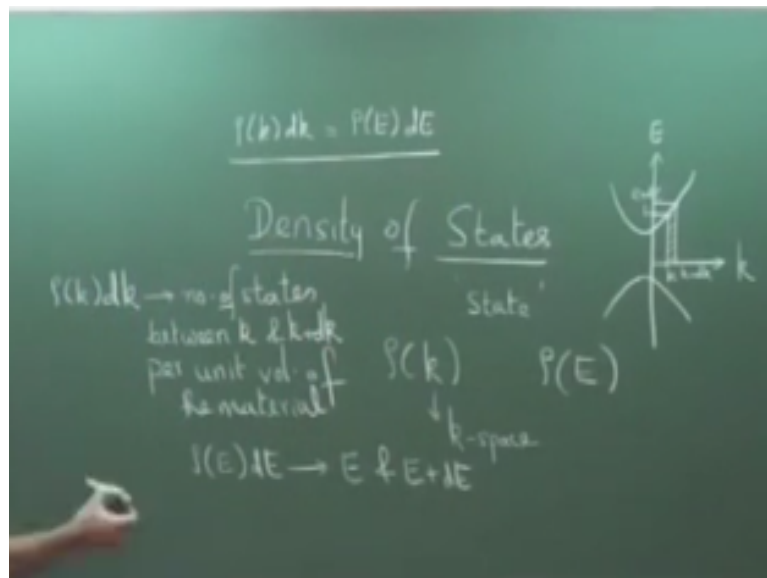 ρ(k)dk = ρ(E)dE
Density of States
'State'
ρ(k)dk → no. of states
between k & k+dk
per unit vol. of
the material
ρ(k)
↓
k-space
ρ(E)
ρ(E)dE → E & E+dE
E
k
k k+dk